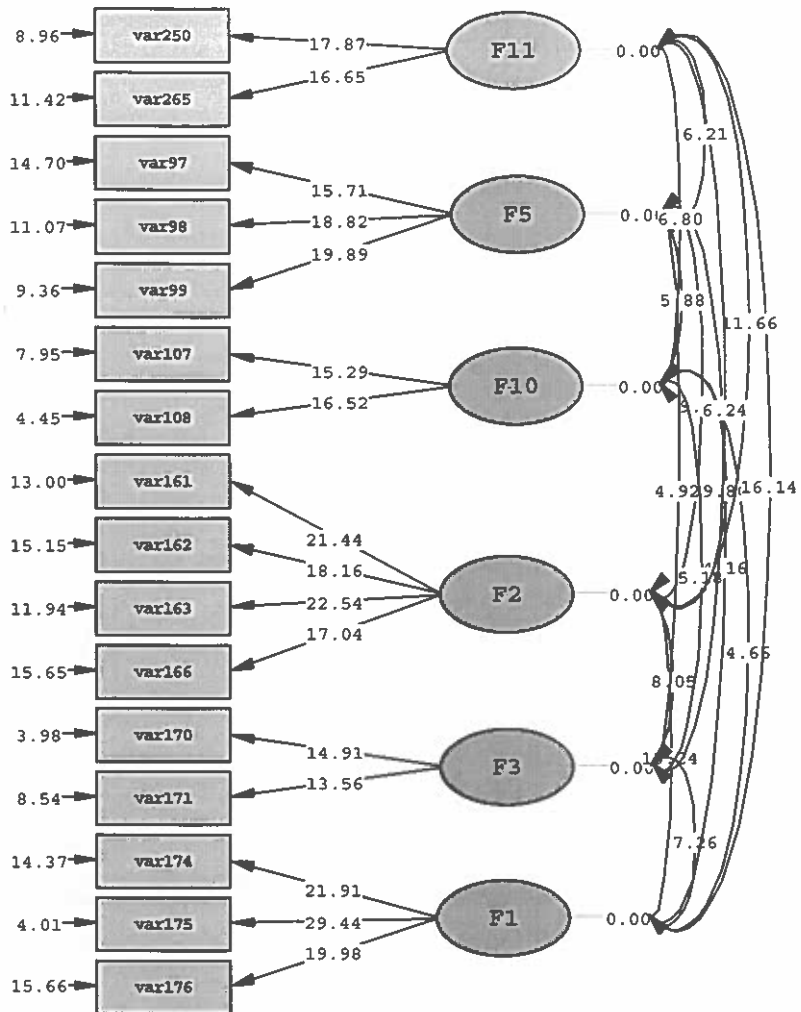 8.96 var250 17.87 F11 0.00
11.42 var265 16.65
6.21
14.70 var97 15.71
11.07 var98 18.82 F5 6.80
9.36 var99 19.89
7.95 var107 15.29 11.66
4.45 var108 16.52 F10 0.00
6.24
13.00 var161 21.44 4.92 16.14
15.15 var162 18.16
11.94 var163 22.54 F2 0.00
15.65 var166 17.04
8.05
3.98 var170 14.91 F3
8.54 var171 13.56
7.26
14.37 var174 21.91
4.01 var175 29.44 F1 0.00
15.66 var176 19.98